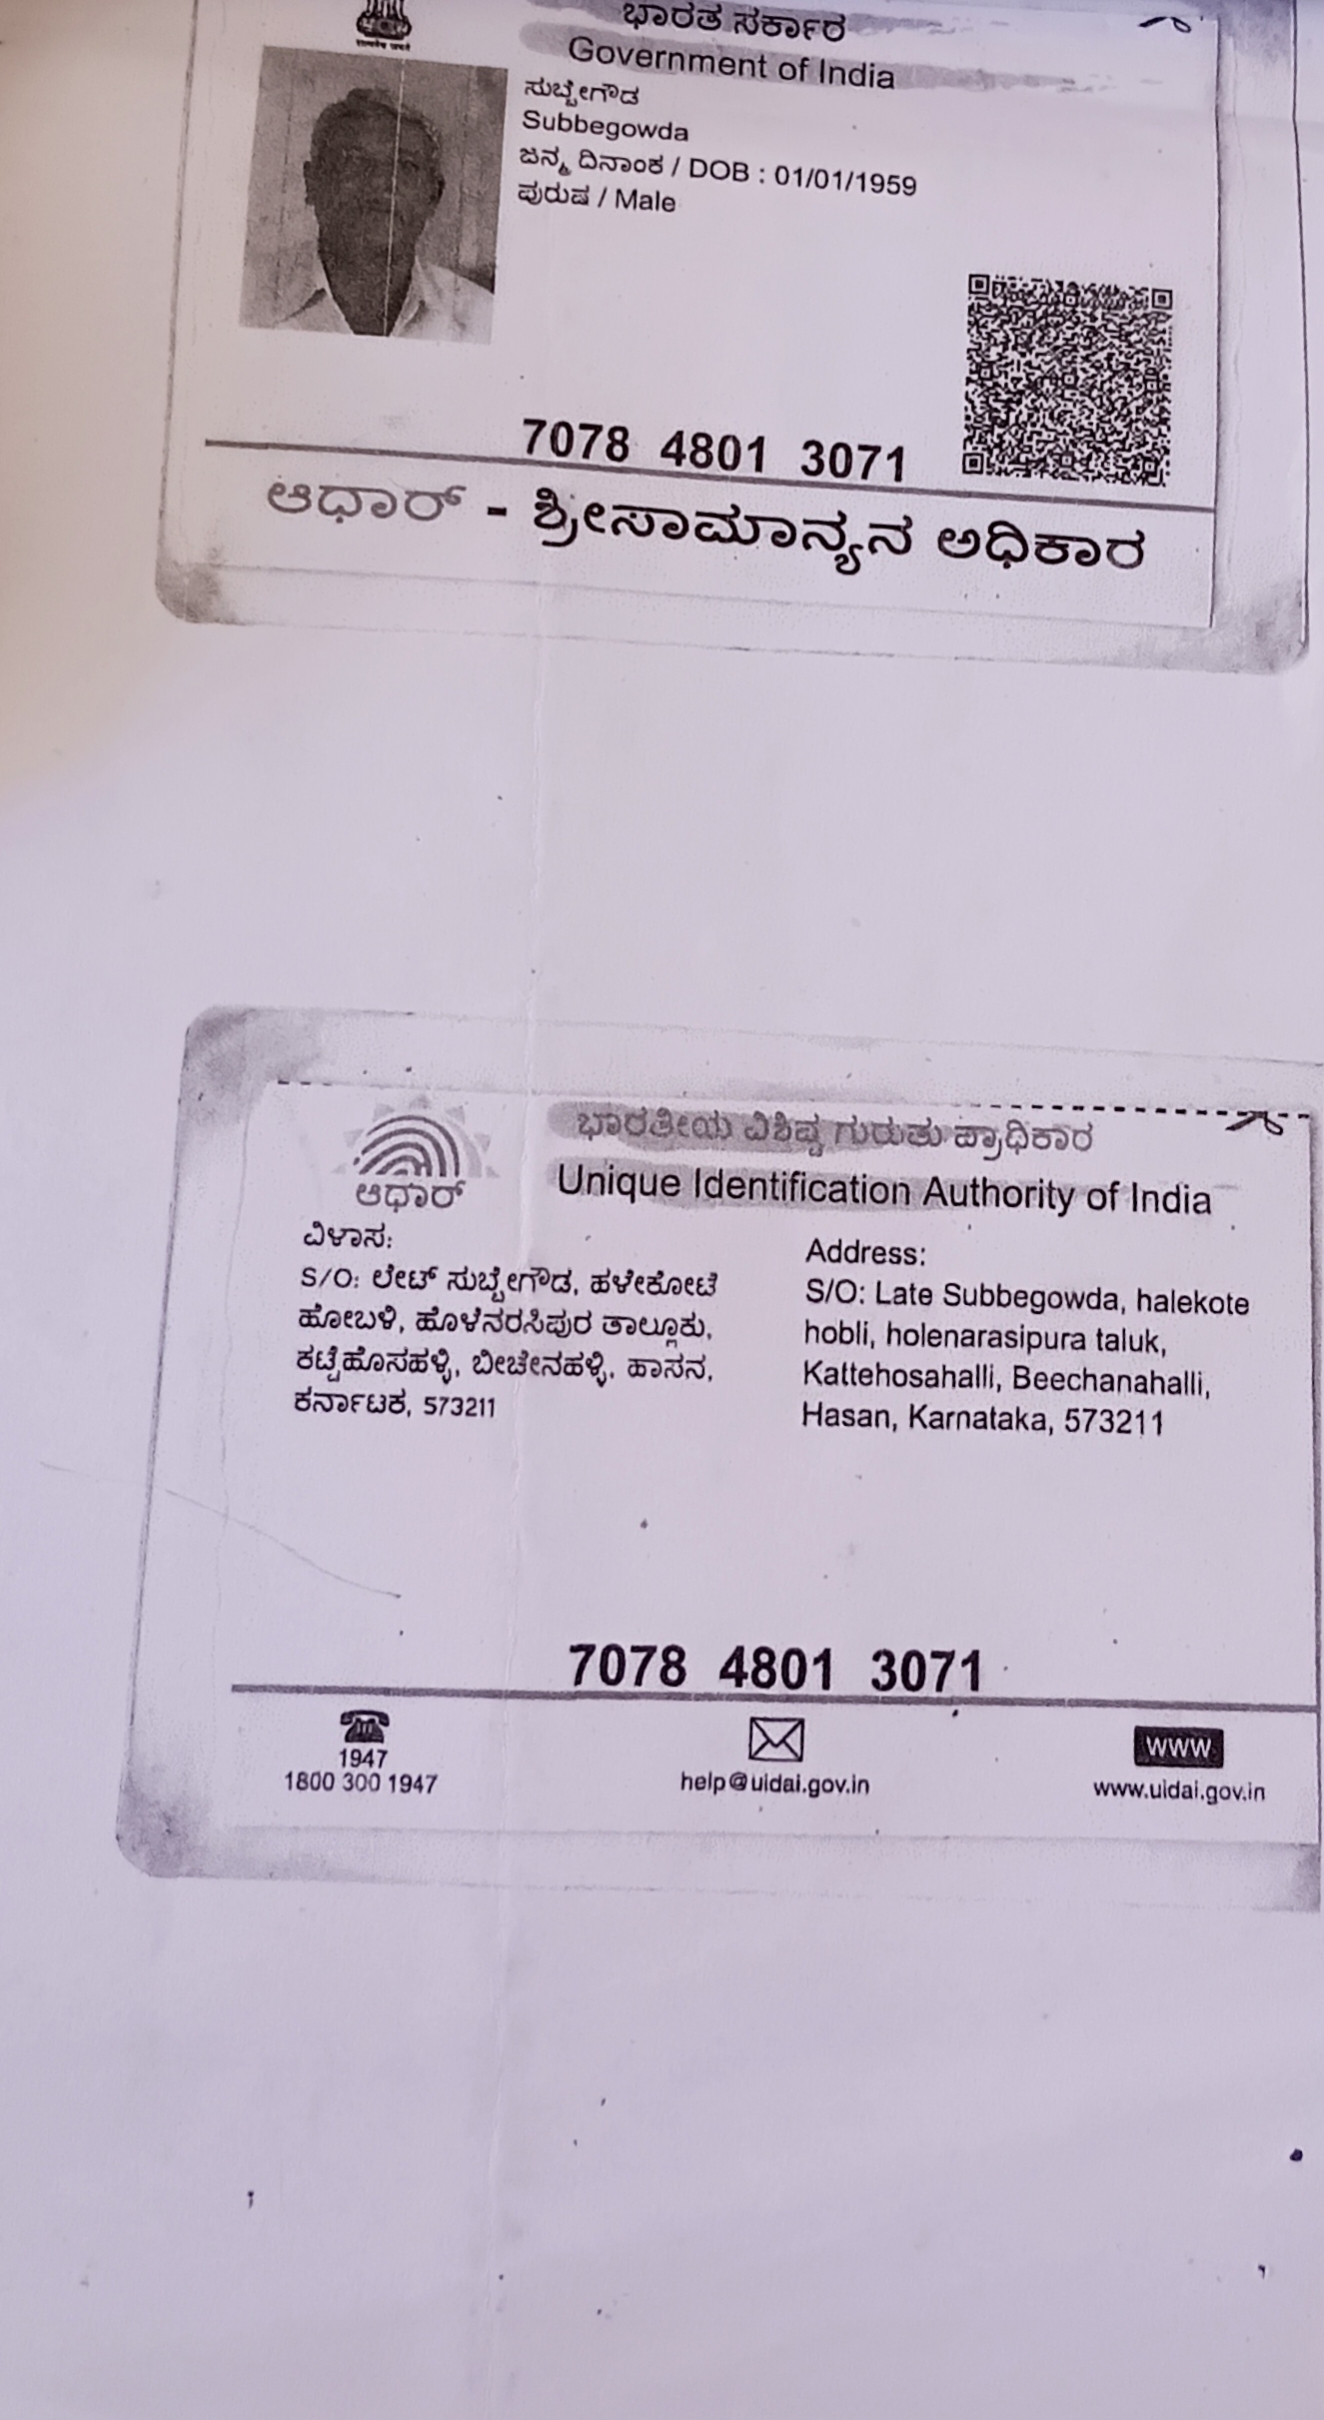 ಭಾರತ ಸರ್ಕಾರ
Government of India
ಸುಬ್ಬೇಗೌಡ
Subbegowda
ಜನ್ಮ ದಿನಾಂಕ / DOB : 01/01/1959
ಪುರುಷ / Male
7078 4801 3071
ಆಧಾರ್ - ಶ್ರೀಸಾಮಾನ್ಯನ ಅಧಿಕಾರ
ಭಾರತೀಯ ವಿಶಿಷ್ಟ ಗುರುತು ಪ್ರಾಧಿಕಾರ
Unique Identification Authority of India
ಆಧಾರ್
ವಿಳಾಸ:
S/O: ಲೇಟ್ ಸುಬ್ಬೇಗೌಡ, ಹಳೇಕೋಟೆ
ಹೋಬಳಿ, ಹೊಳೆನರಸಿಪುರ ತಾಲ್ಲೂಕು,
ಕಟ್ಟೆಹೊಸಹಳ್ಳಿ, ಬೀಚೇನಹಳ್ಳಿ, ಹಾಸನ,
ಕರ್ನಾಟಕ, 573211
Address:
S/O: Late Subbegowda, halekote
hobli, holenarasipura taluk,
Kattehosahalli, Beechanahalli,
Hasan, Karnataka, 573211
7078 4801 3071
1947
1800 300 1947
help@uidai.gov.in
www
www.uidai.gov.in